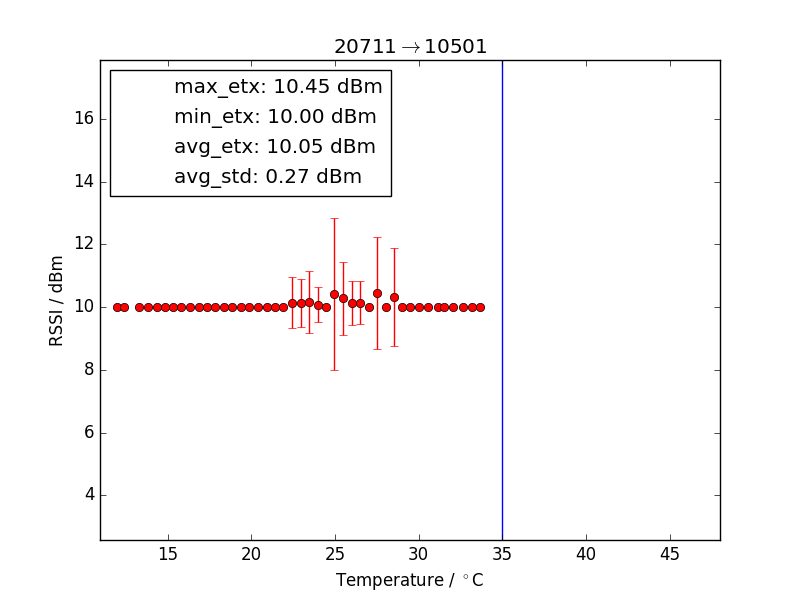 20711→10501
max_etx: 10.45 dBm
min_etx: 10.00 dBm
avg_etx: 10.05 dBm
avg_std: 0.27 dBm
RSSI / dBm
16
14
12
10
8
6
4
15 20 25 30 35 40 45
Temperature / °C